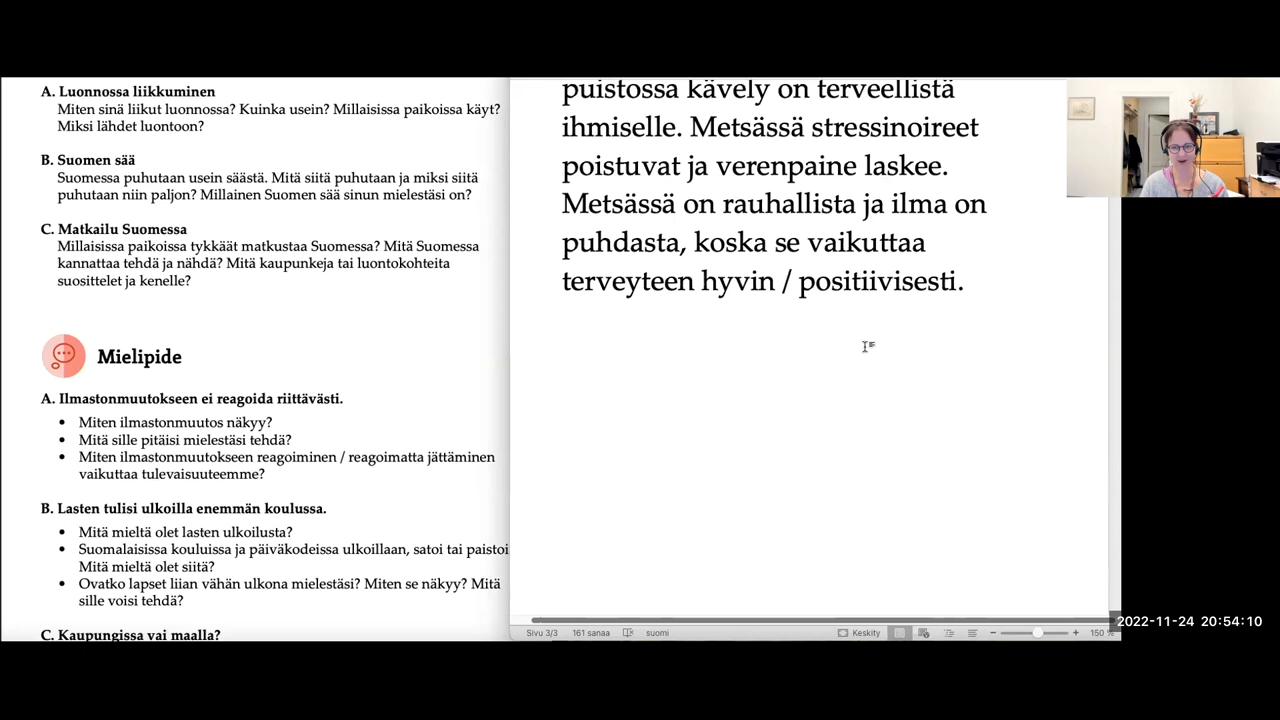 A. Luonnossa liikkuminen
Miten sinä liikut luonnossa? Kuinka usein? Millaisissa paikoissa käyt?
Miksi lähdet luontoon?
B. Suomen sää
Suomessa puhutaan usein säästä. Mitä siitä puhutaan ja miksi siitä
puhutaan niin paljon? Millainen Suomen sää sinun mielestäsi on?
C. Matkailu Suomessa
Millaisissa paikoissa tykkäät matkustaa Suomessa? Mitä Suomessa
kannattaa tehdä ja nähdä? Mitä kaupunkeja tai luontokohteita
suosittelet ja kenelle?
Mielipide
A. Ilmastonmuutokseen ei reagoida riittävästi.
• Miten ilmastonmuutos näkyy?
• Mitä sille pitäisi mielestäsi tehdä?
• Miten ilmastonmuutokseen reagoiminen / reagoimatta jättäminen
vaikuttaa tulevaisuuteemme?
B. Lasten tulisi ulkoilla enemmän koulussa.
• Mitä mieltä olet lasten ulkoilusta?
• Suomalaisissa kouluissa ja päiväkodeissa ulkoillaan, satoi tai paistoi
Mitä mieltä olet siitä?
• Ovatko lapset liian vähän ulkona mielestäsi? Miten se näkyy? Mitä
sille voisi tehdä?
C. Kaupungissa vai maalla?
puistossa kävely on terveellistä
ihmiselle. Metsässä stressinoireet
poistuvat ja verenpaine laskee.
Metsässä on rauhallista ja ilma on
puhdasta, koska se vaikuttaa
terveyteen hyvin / positiivisesti.
Sivu 3/3 161 sanaa suomi Keskity 150 %
2022-11-24 20:54:10